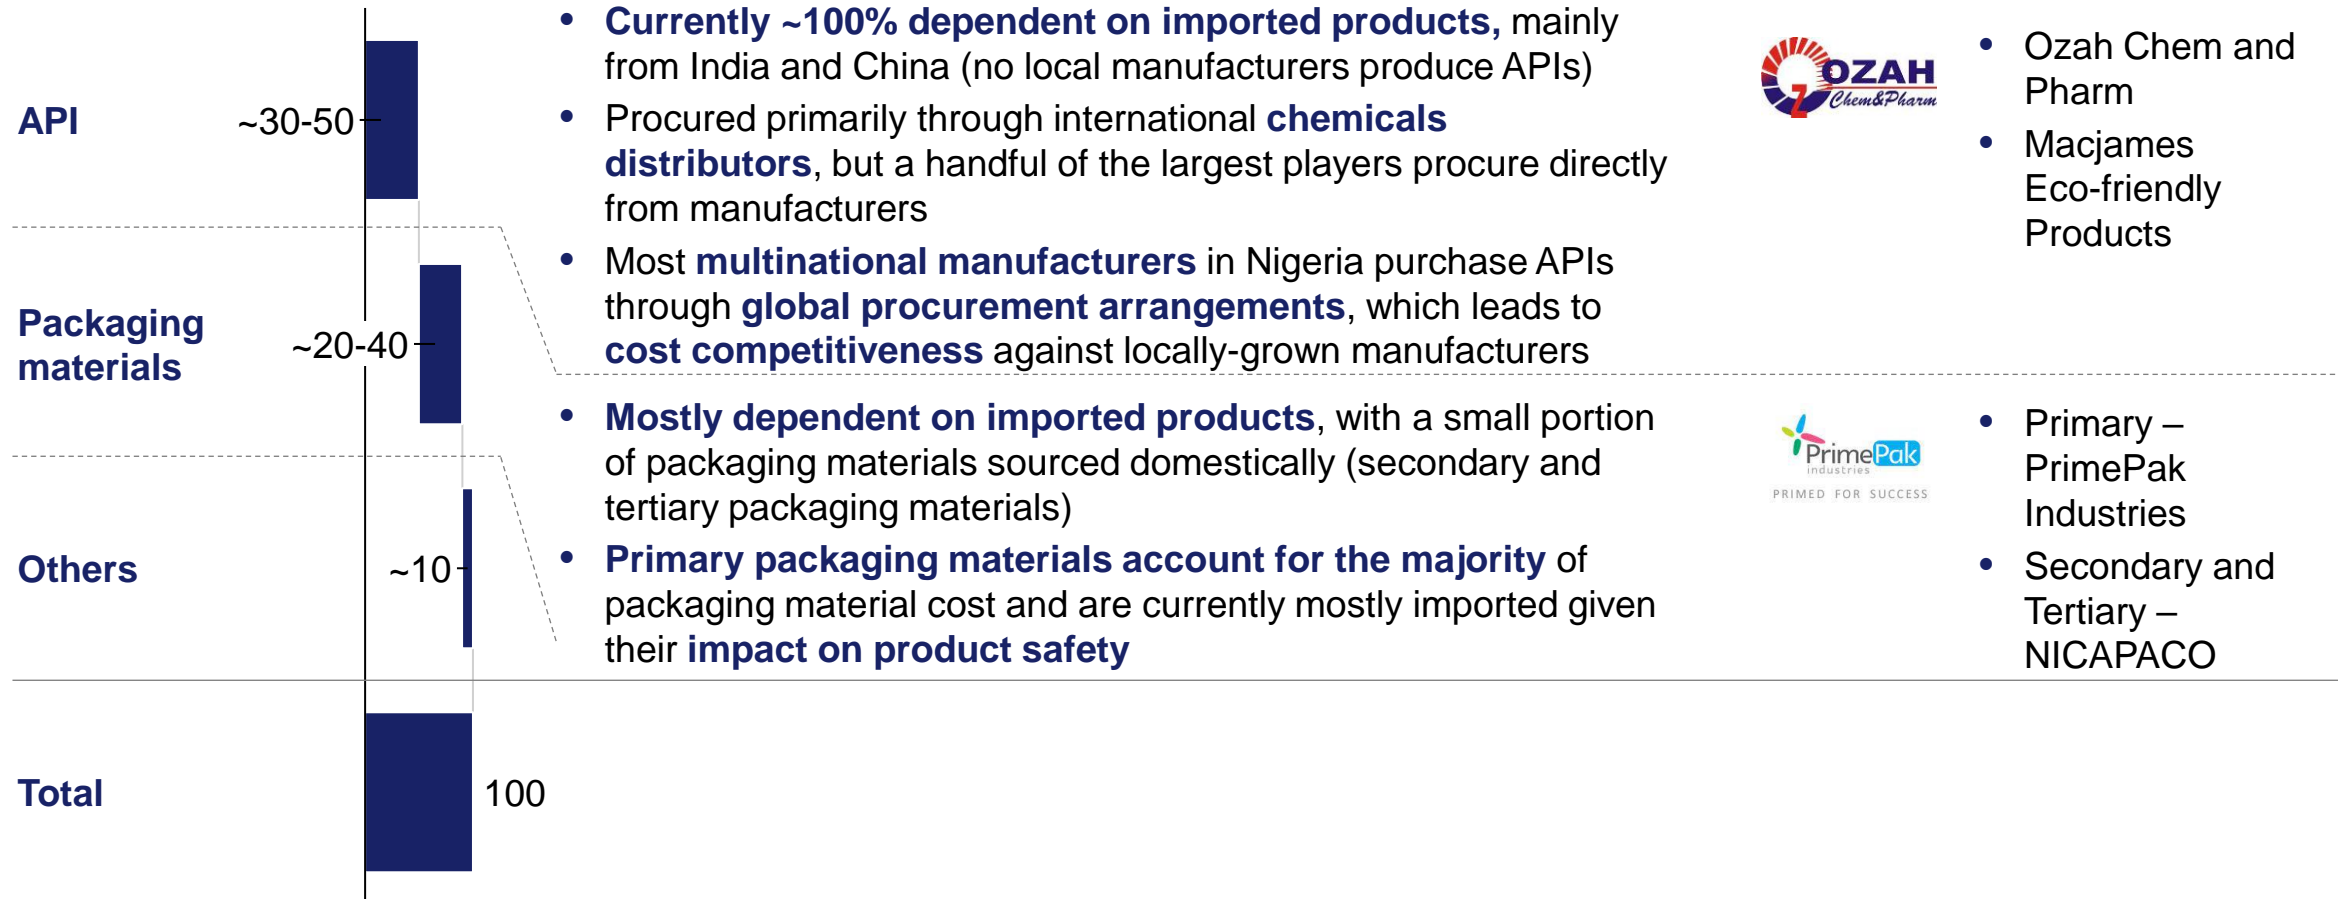 API
~30-50
Packaging
materials
~20-40
Others
~10
Total
100
• Currently ~100% dependent on imported products, mainly
from India and China (no local manufacturers produce APIs)
• Procured primarily through international chemicals
distributors, but a handful of the largest players procure directly
from manufacturers
• Most multinational manufacturers in Nigeria purchase APIs
through global procurement arrangements, which leads to
cost competitiveness against locally-grown manufacturers
OZAH
Chem&Pharm
• Ozah Chem and
Pharm
• Macjames
Eco-friendly
Products
• Mostly dependent on imported products, with a small portion
of packaging materials sourced domestically (secondary and
tertiary packaging materials)
• Primary packaging materials account for the majority of
packaging material cost and are currently mostly imported given
their impact on product safety
PrimePak
industries
PRIMED FOR SUCCESS
• Primary –
PrimePak
Industries
• Secondary and
Tertiary –
NICAPACO